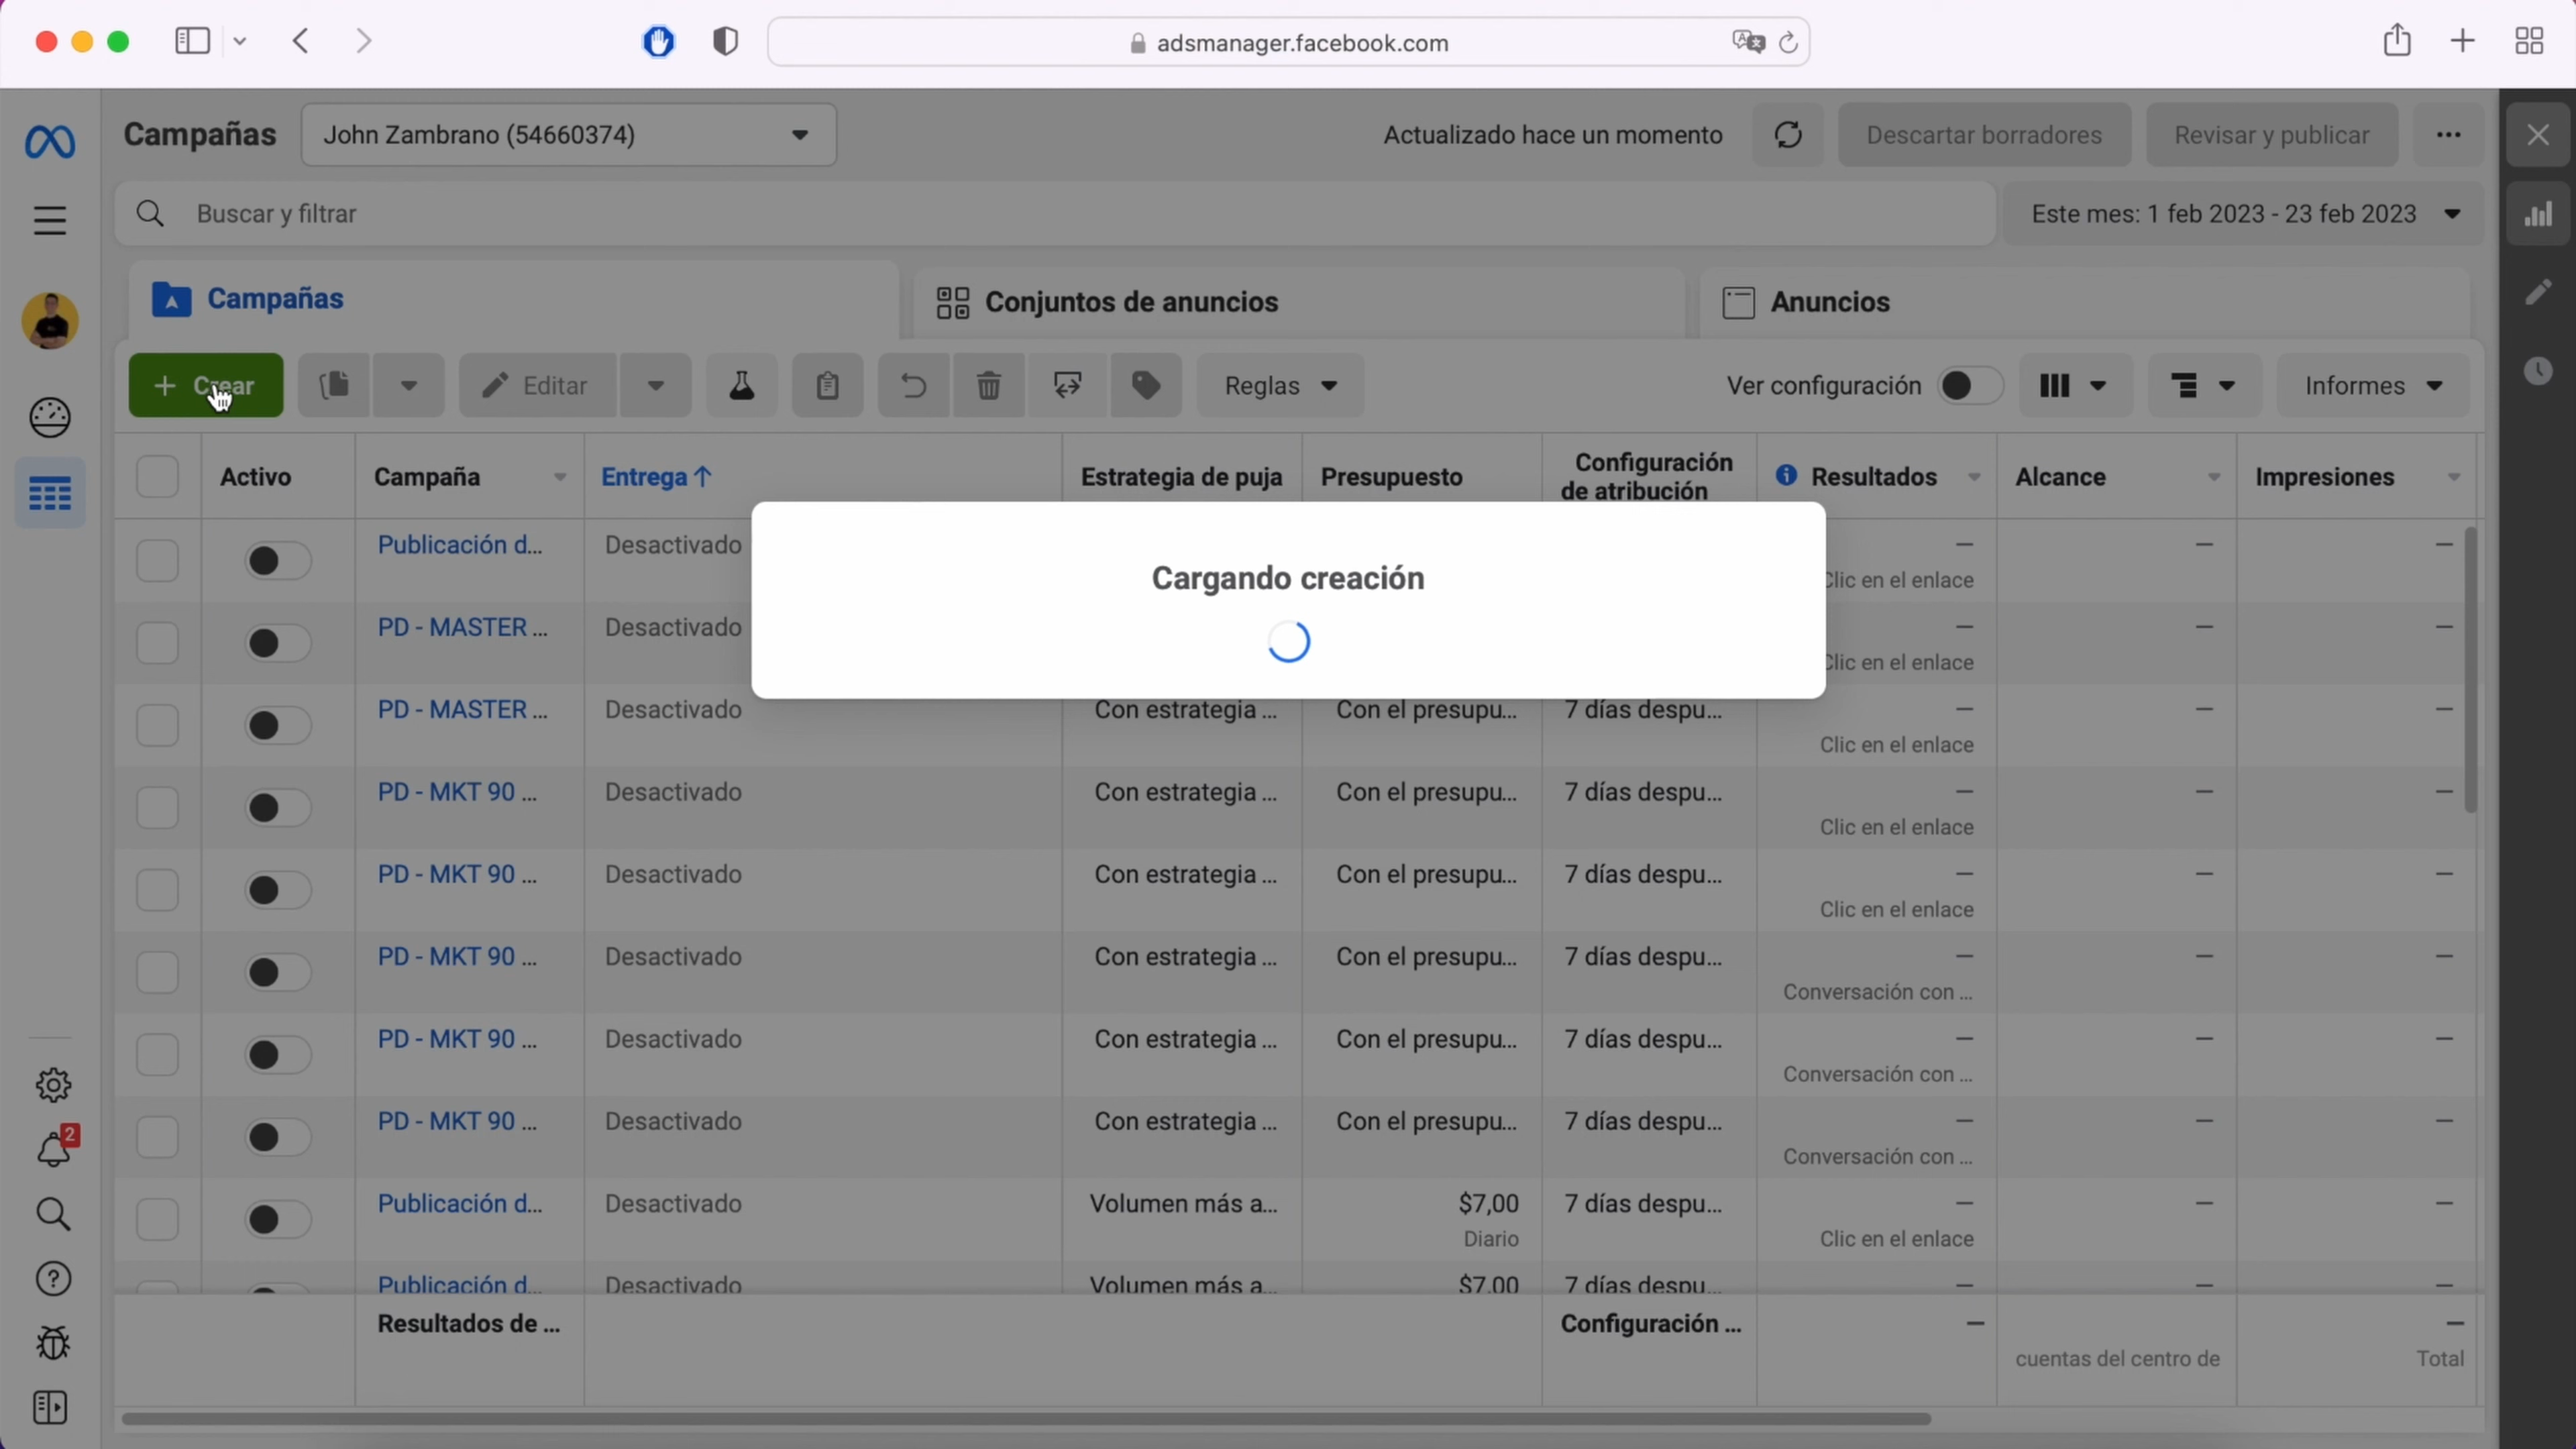 adsmanager.facebook.com
Campañas
John Zambrano (54660374)
Actualizado hace un momento
Descartar borradores
Revisar y publicar
Buscar y filtrar
Este mes: 1 feb 2023 - 23 feb 2023
Campañas
Conjuntos de anuncios
Anuncios
+ Crear
Editar
Reglas
Ver configuración
Informes
Activo
Campaña
Entrega ↑
Estrategia de puja
Presupuesto
Configuración
de atribución
Resultados
Alcance
Impresiones
Cargando creación
Publicación d...
Desactivado
—
—
—
Clic en el enlace
PD - MASTER ...
Desactivado
—
—
—
Clic en el enlace
PD - MASTER ...
Desactivado
Con estrategia ...
Con el presupu...
7 días despu...
—
—
—
Clic en el enlace
PD - MKT 90 ...
Desactivado
Con estrategia ...
Con el presupu...
7 días despu...
—
—
—
Clic en el enlace
PD - MKT 90 ...
Desactivado
Con estrategia ...
Con el presupu...
7 días despu...
—
—
—
Clic en el enlace
PD - MKT 90 ...
Desactivado
Con estrategia ...
Con el presupu...
7 días despu...
—
—
—
Conversación con ...
PD - MKT 90 ...
Desactivado
Con estrategia ...
Con el presupu...
7 días despu...
—
—
—
Conversación con ...
PD - MKT 90 ...
Desactivado
Con estrategia ...
Con el presupu...
7 días despu...
—
—
—
Conversación con ...
Publicación d...
Desactivado
Volumen más a...
$7,00
Diario
7 días despu...
—
—
—
Clic en el enlace
Publicación d...
Desactivado
Volumen más a...
$7,00
7 días despu...
—
—
—
2
Resultados de ...
Configuración ...
—
—
cuentas del centro de
Total